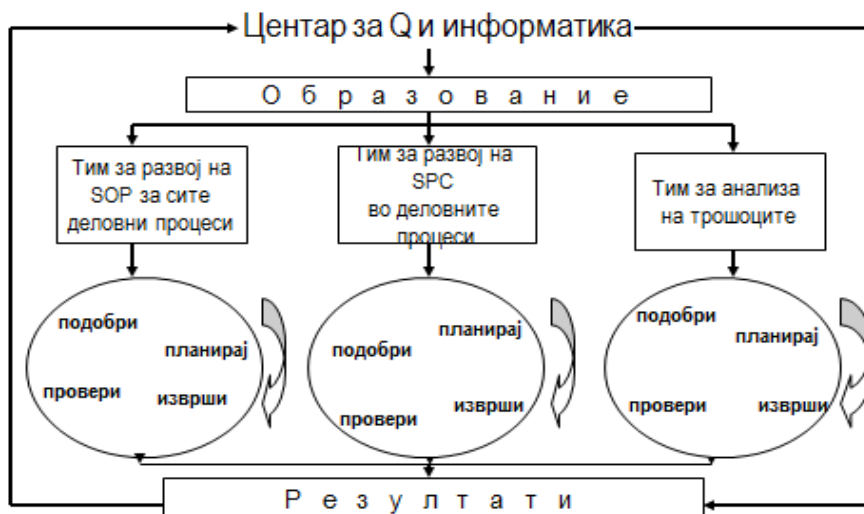 Центар за Q и информатика
О б р а з о в а н и е
Тим за развој на
SOP за сите
деловни процеси
Тим за развој на
SPC
во деловните
процеси
Тим за анализа
на трошоците
подобри
планирај
провери
изврши
подобри
планирај
провери
изврши
подобри
планирај
провери
изврши
Р е з у л т а т и